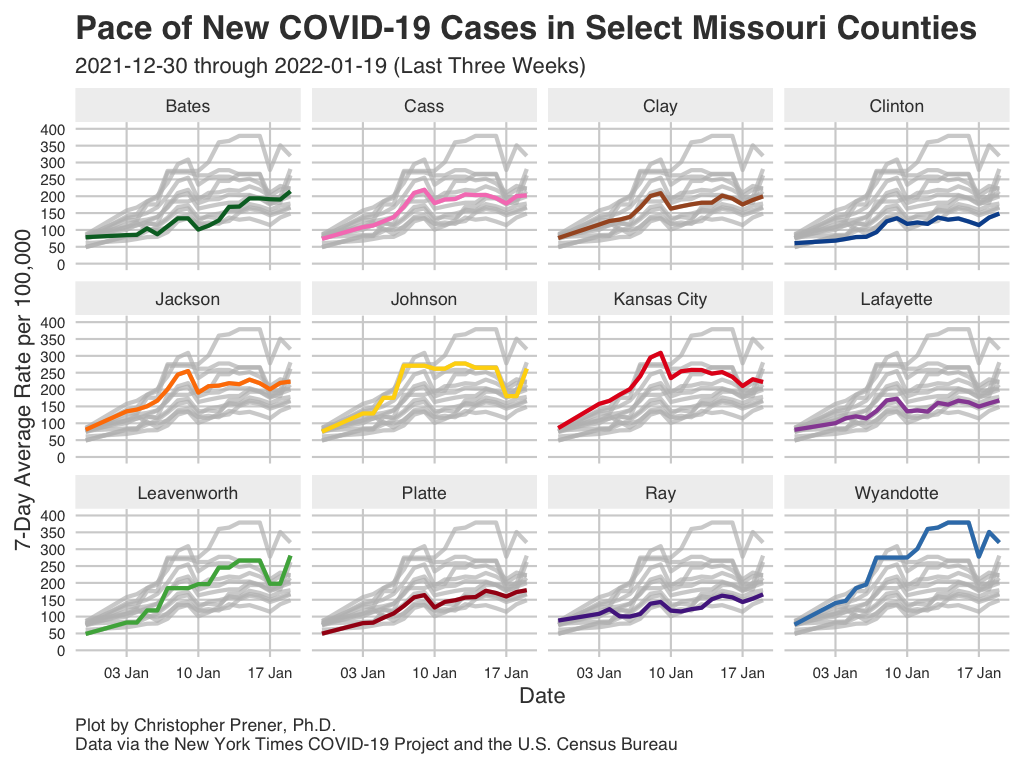 Pace of New COVID-19 Cases in Select Missouri Counties
2021-12-30 through 2022-01-19 (Last Three Weeks)
7-Day Average Rate per 100,000
Bates
Cass
Clay
Clinton
400
350
300
250
200
150
100
50
0
Jackson
Johnson
Kansas City
Lafayette
400
350
300
250
200
150
100
50
0
Leavenworth
Platte
Ray
Wyandotte
400
350
300
250
200
150
100
50
0
03 Jan 10 Jan 17 Jan
03 Jan 10 Jan 17 Jan
03 Jan 10 Jan 17 Jan
03 Jan 10 Jan 17 Jan
Date
Plot by Christopher Prener, Ph.D.
Data via the New York Times COVID-19 Project and the U.S. Census Bureau